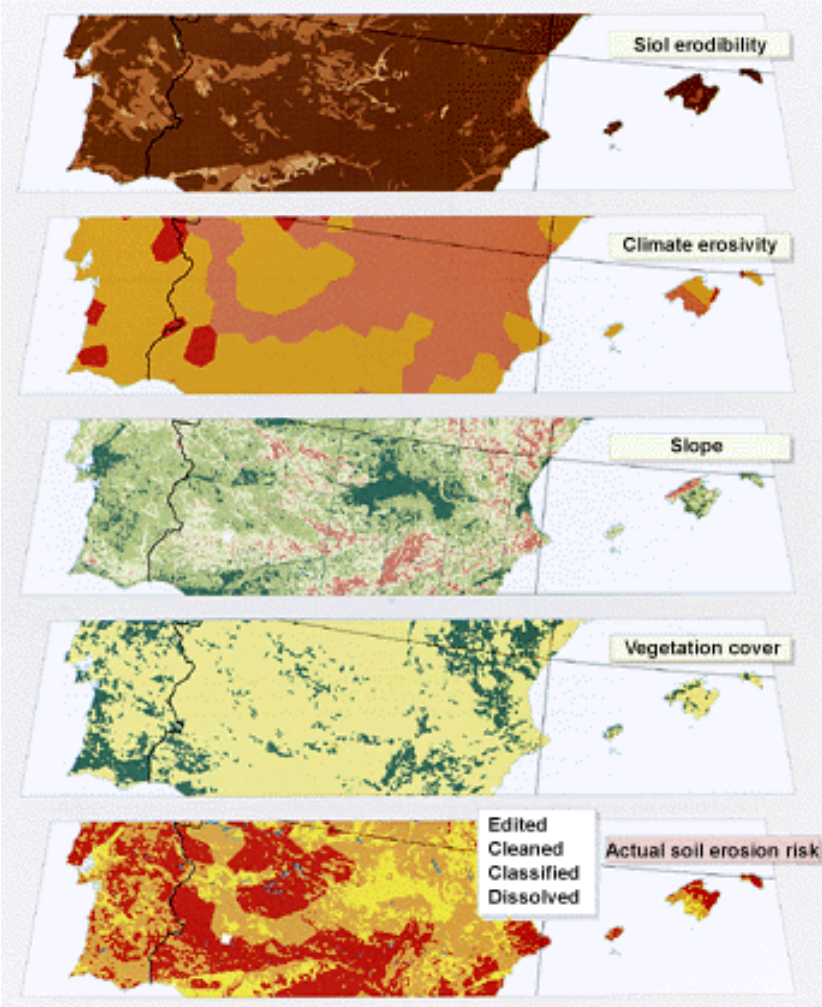 Siol erodibility
Climate erosivity
Slope
Vegetation cover
Edited
Cleaned
Classified
Dissolved
Actual soil erosion risk